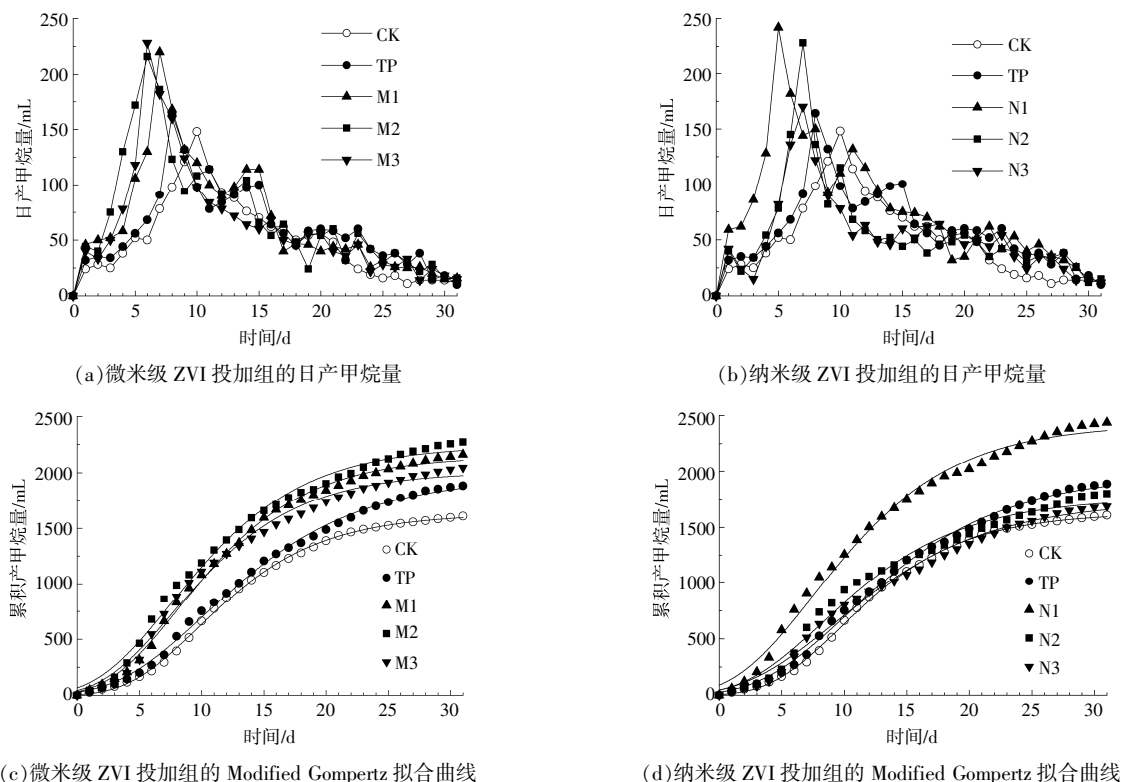 250
200
150
100
50
0
日产甲烷量/mL
0 5 10 15 20 25 30
时间/d
CK
TP
M1
M2
M3
(a)微米级 ZVI 投加组的日产甲烷量
250
200
150
100
50
0
日产甲烷量/mL
0 5 10 15 20 25 30
时间/d
CK
TP
N1
N2
N3
(b)纳米级 ZVI 投加组的日产甲烷量
2500
2000
1500
1000
500
0
累积产甲烷量/mL
0 5 10 15 20 25 30
时间/d
CK
TP
M1
M2
M3
(c)微米级 ZVI 投加组的 Modified Gompertz 拟合曲线
2500
2000
1500
1000
500
0
累积产甲烷量/mL
0 5 10 15 20 25 30
时间/d
CK
TP
N1
N2
N3
(d)纳米级 ZVI 投加组的 Modified Gompertz 拟合曲线